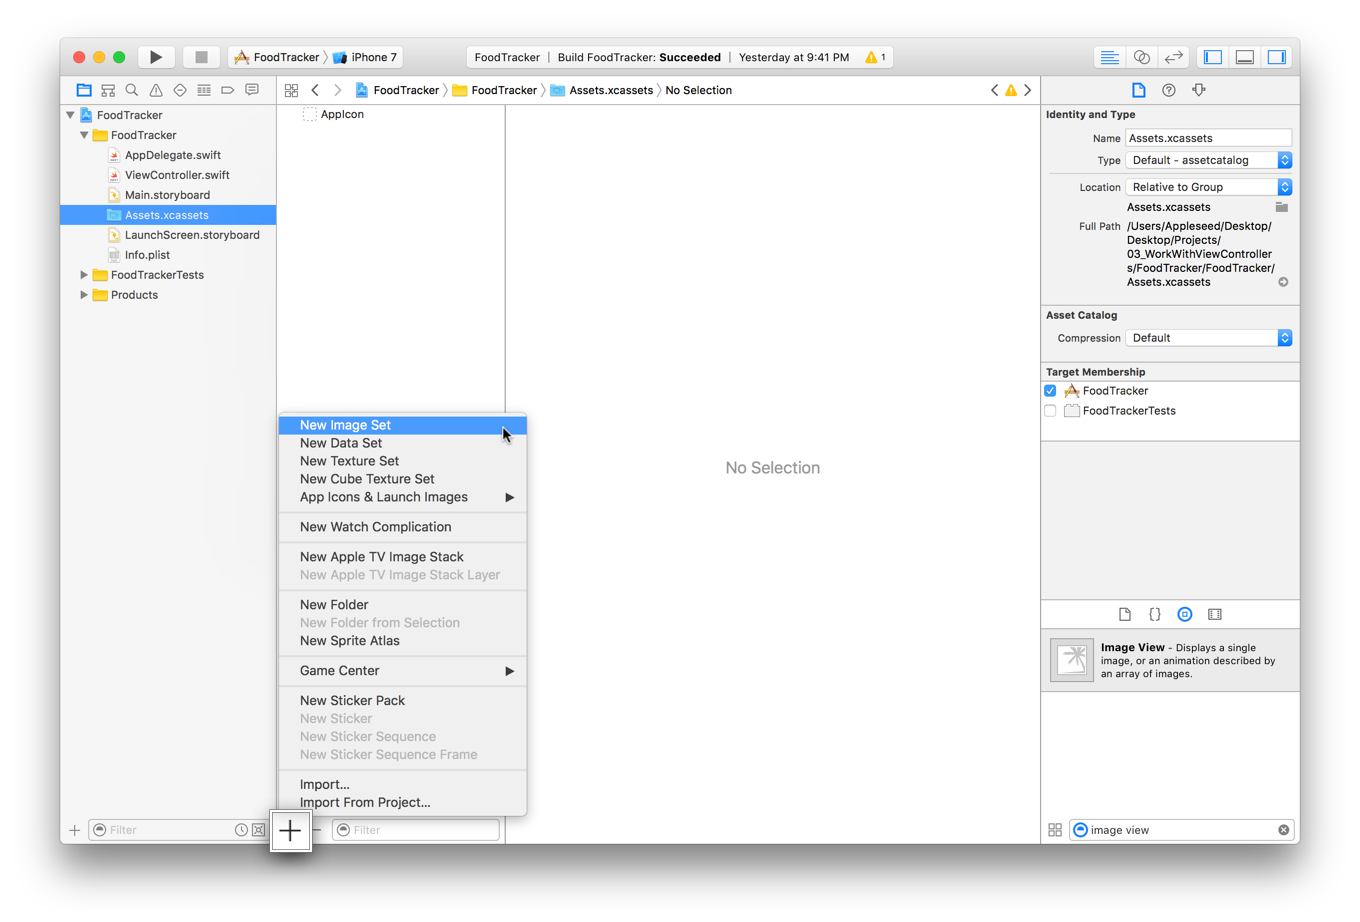 FoodTracker
iPhone 7
FoodTracker | Build FoodTracker: Succeeded | Yesterday at 9:41 PM
1
FoodTracker
FoodTracker
AppDelegate.swift
ViewController.swift
Main.storyboard
Assets.xcassets
LaunchScreen.storyboard
Info.plist
FoodTrackerTests
Products
Filter
FoodTracker
FoodTracker
Assets.xcassets
No Selection
AppIcon
New Image Set
New Data Set
New Texture Set
New Cube Texture Set
App Icons & Launch Images
New Watch Complication
New Apple TV Image Stack
New Apple TV Image Stack Layer
New Folder
New Folder from Selection
New Sprite Atlas
Game Center
New Sticker Pack
New Sticker
New Sticker Sequence
New Sticker Sequence Frame
Import...
Import From Project...
Filter
No Selection
Identity and Type
Name Assets.xcassets
Type Default - assetcatalog
Location Relative to Group
Assets.xcassets
Full Path /Users/Appleseed/Desktop/
Desktop/Projects/
03_WorkWithViewController
s/FoodTracker/FoodTracker/
Assets.xcassets
Asset Catalog
Compression Default
Target Membership
FoodTracker
FoodTrackerTests
{}
Image View - Displays a single
image, or an animation described by
an array of images.
image view